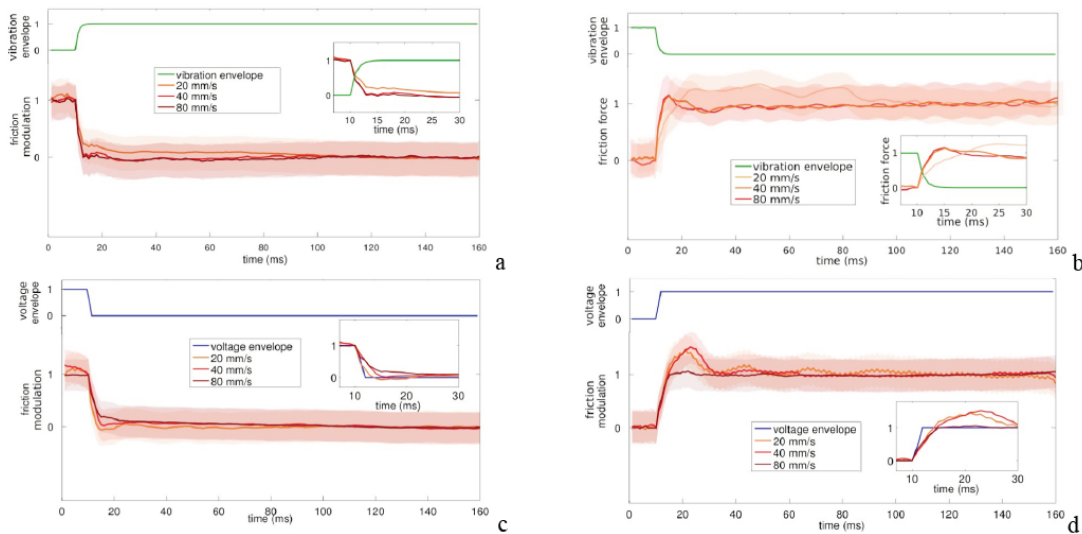 vibration
envelope
1
0
vibration envelope
20 mm/s
40 mm/s
80 mm/s
1
0
10 15 20 25 30
time (ms)
friction
modulation
1
0
0 20 40 60 80 100 120 140 160
time (ms)
a
vibration
envelope
1
0
friction force
1
0
vibration envelope
20 mm/s
40 mm/s
80 mm/s
friction force
1
0
10 15 20 25 30
time (ms)
0 20 40 60 80 100 120 140 160
time (ms)
b
voltage
envelope
1
0
voltage envelope
20 mm/s
40 mm/s
80 mm/s
1
0
10 20 30
time (ms)
friction
modulation
1
0
0 20 40 60 80 100 120 140 160
time (ms)
c
voltage
envelope
1
0
friction
modulation
1
0
voltage envelope
20 mm/s
40 mm/s
80 mm/s
1
0
10 20 30
time (ms)
0 20 40 60 80 100 120 140 160
time (ms)
d